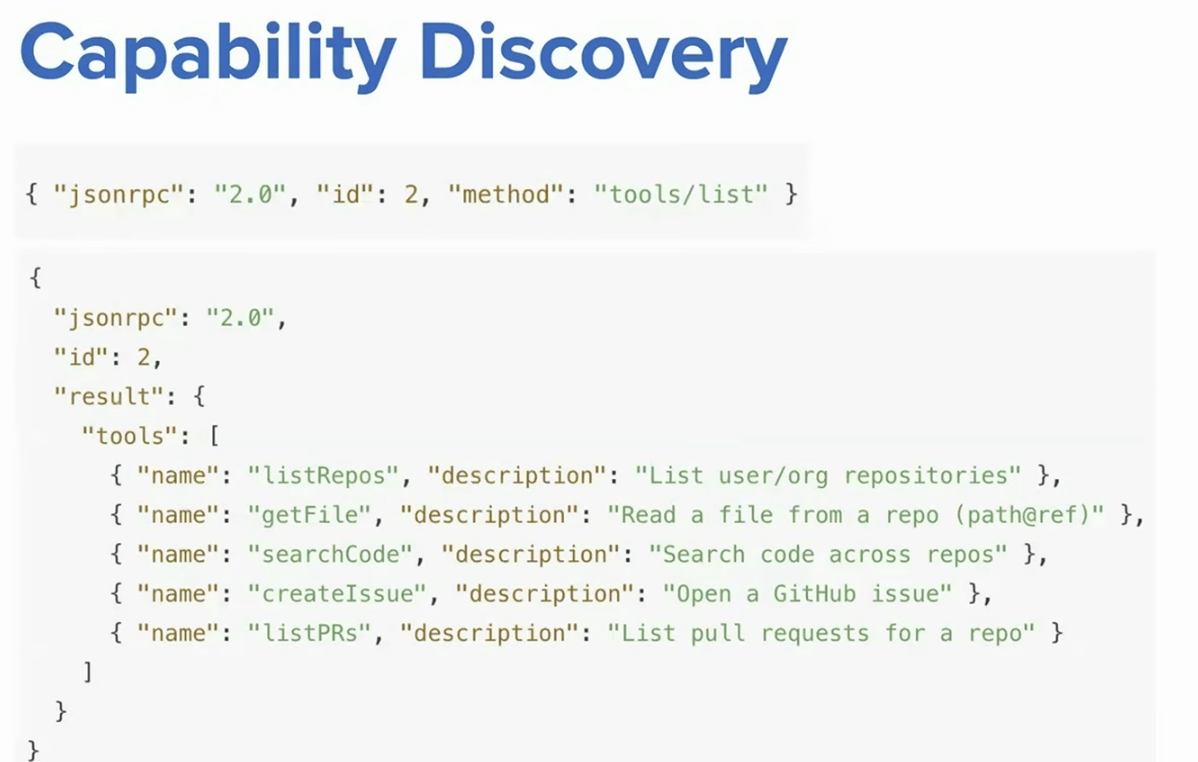 Capability Discovery
{ "jsonrpc": "2.0", "id": 2, "method": "tools/list" }
{
"jsonrpc": "2.0",
"id": 2,
"result": {
"tools": [
{ "name": "listRepos", "description": "List user/org repositories" },
{ "name": "getFile", "description": "Read a file from a repo (path@ref)" },
{ "name": "searchCode", "description": "Search code across repos" },
{ "name": "createIssue", "description": "Open a GitHub issue" },
{ "name": "listPRs", "description": "List pull requests for a repo" }
]
}
}